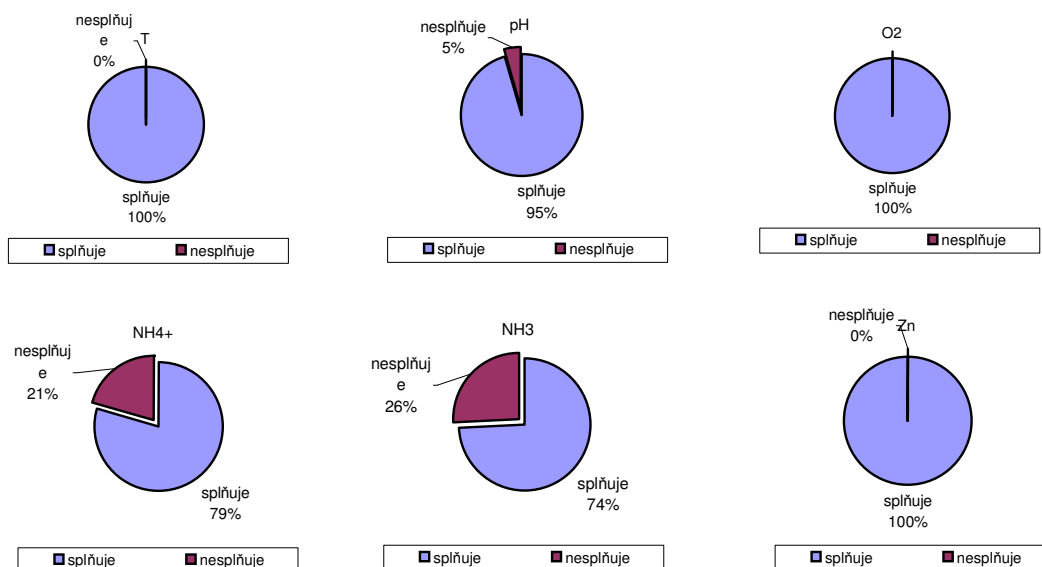 nesplňuj
e
0%
T
splňuje
100%
splňuje nesplňuje
nesplňuje
5%
pH
splňuje
95%
splňuje nesplňuje
O2
splňuje
100%
splňuje nesplňuje
NH4+
nesplňuj
e
21%
splňuje
79%
splňuje nesplňuje
NH3
nesplňuj
e
26%
splňuje
74%
splňuje nesplňuje
nesplňuje
0%
Zn
splňuje
100%
splňuje nesplňuje